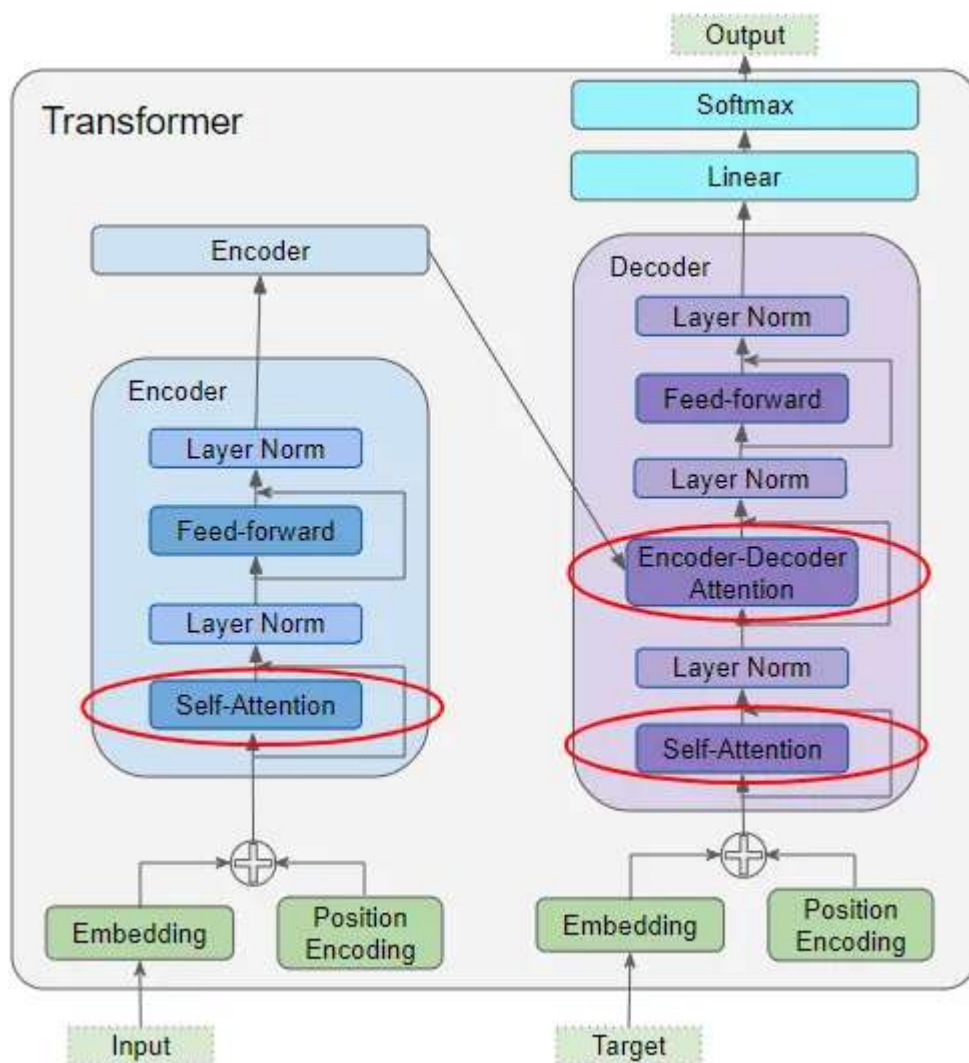 Output
Softmax
Transformer
Linear
Encoder
Decoder
Layer Norm
Feed-forward
Layer Norm
Encoder-Decoder
Attention
Layer Norm
Self-Attention
Encoder
Layer Norm
Feed-forward
Layer Norm
Self-Attention
Embedding
Position
Encoding
Embedding
Position
Encoding
Input
Target